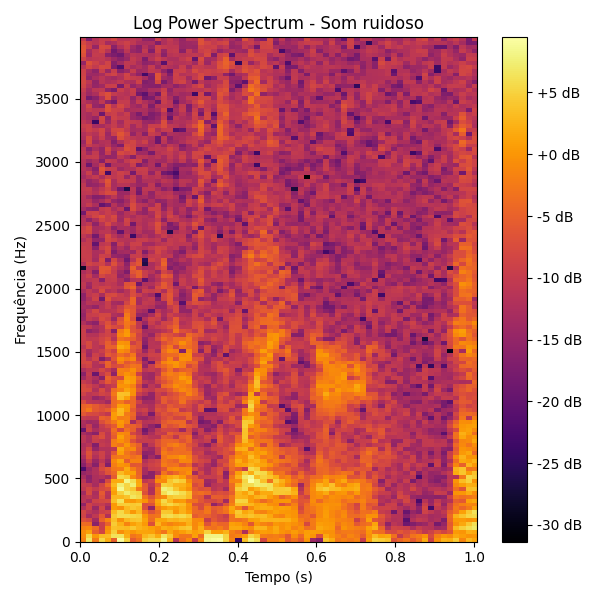 Log Power Spectrum - Som ruidoso
Frequência (Hz)
3500
3000
2500
2000
1500
1000
500
0
0.0 0.2 0.4 0.6 0.8 1.0
Tempo (s)
+5 dB
+0 dB
-5 dB
-10 dB
-15 dB
-20 dB
-25 dB
-30 dB